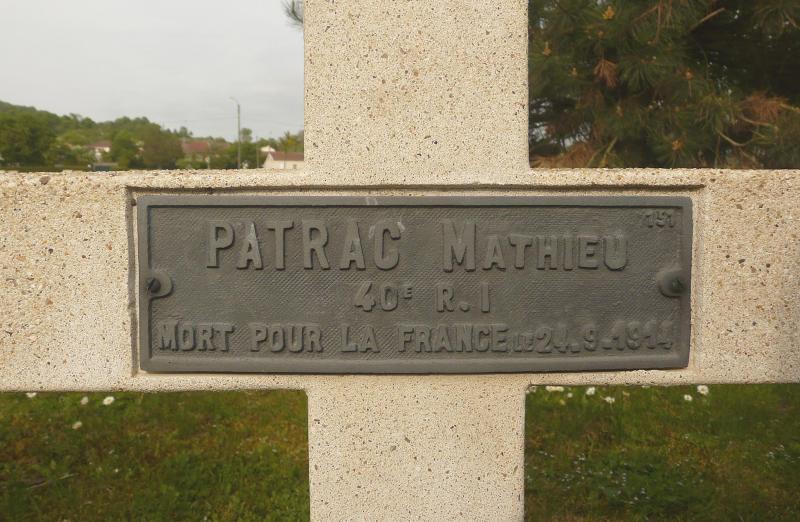 151
PATRAC MATHIEU
40E R.I
MORT POUR LA FRANCE LE 24.9.1914